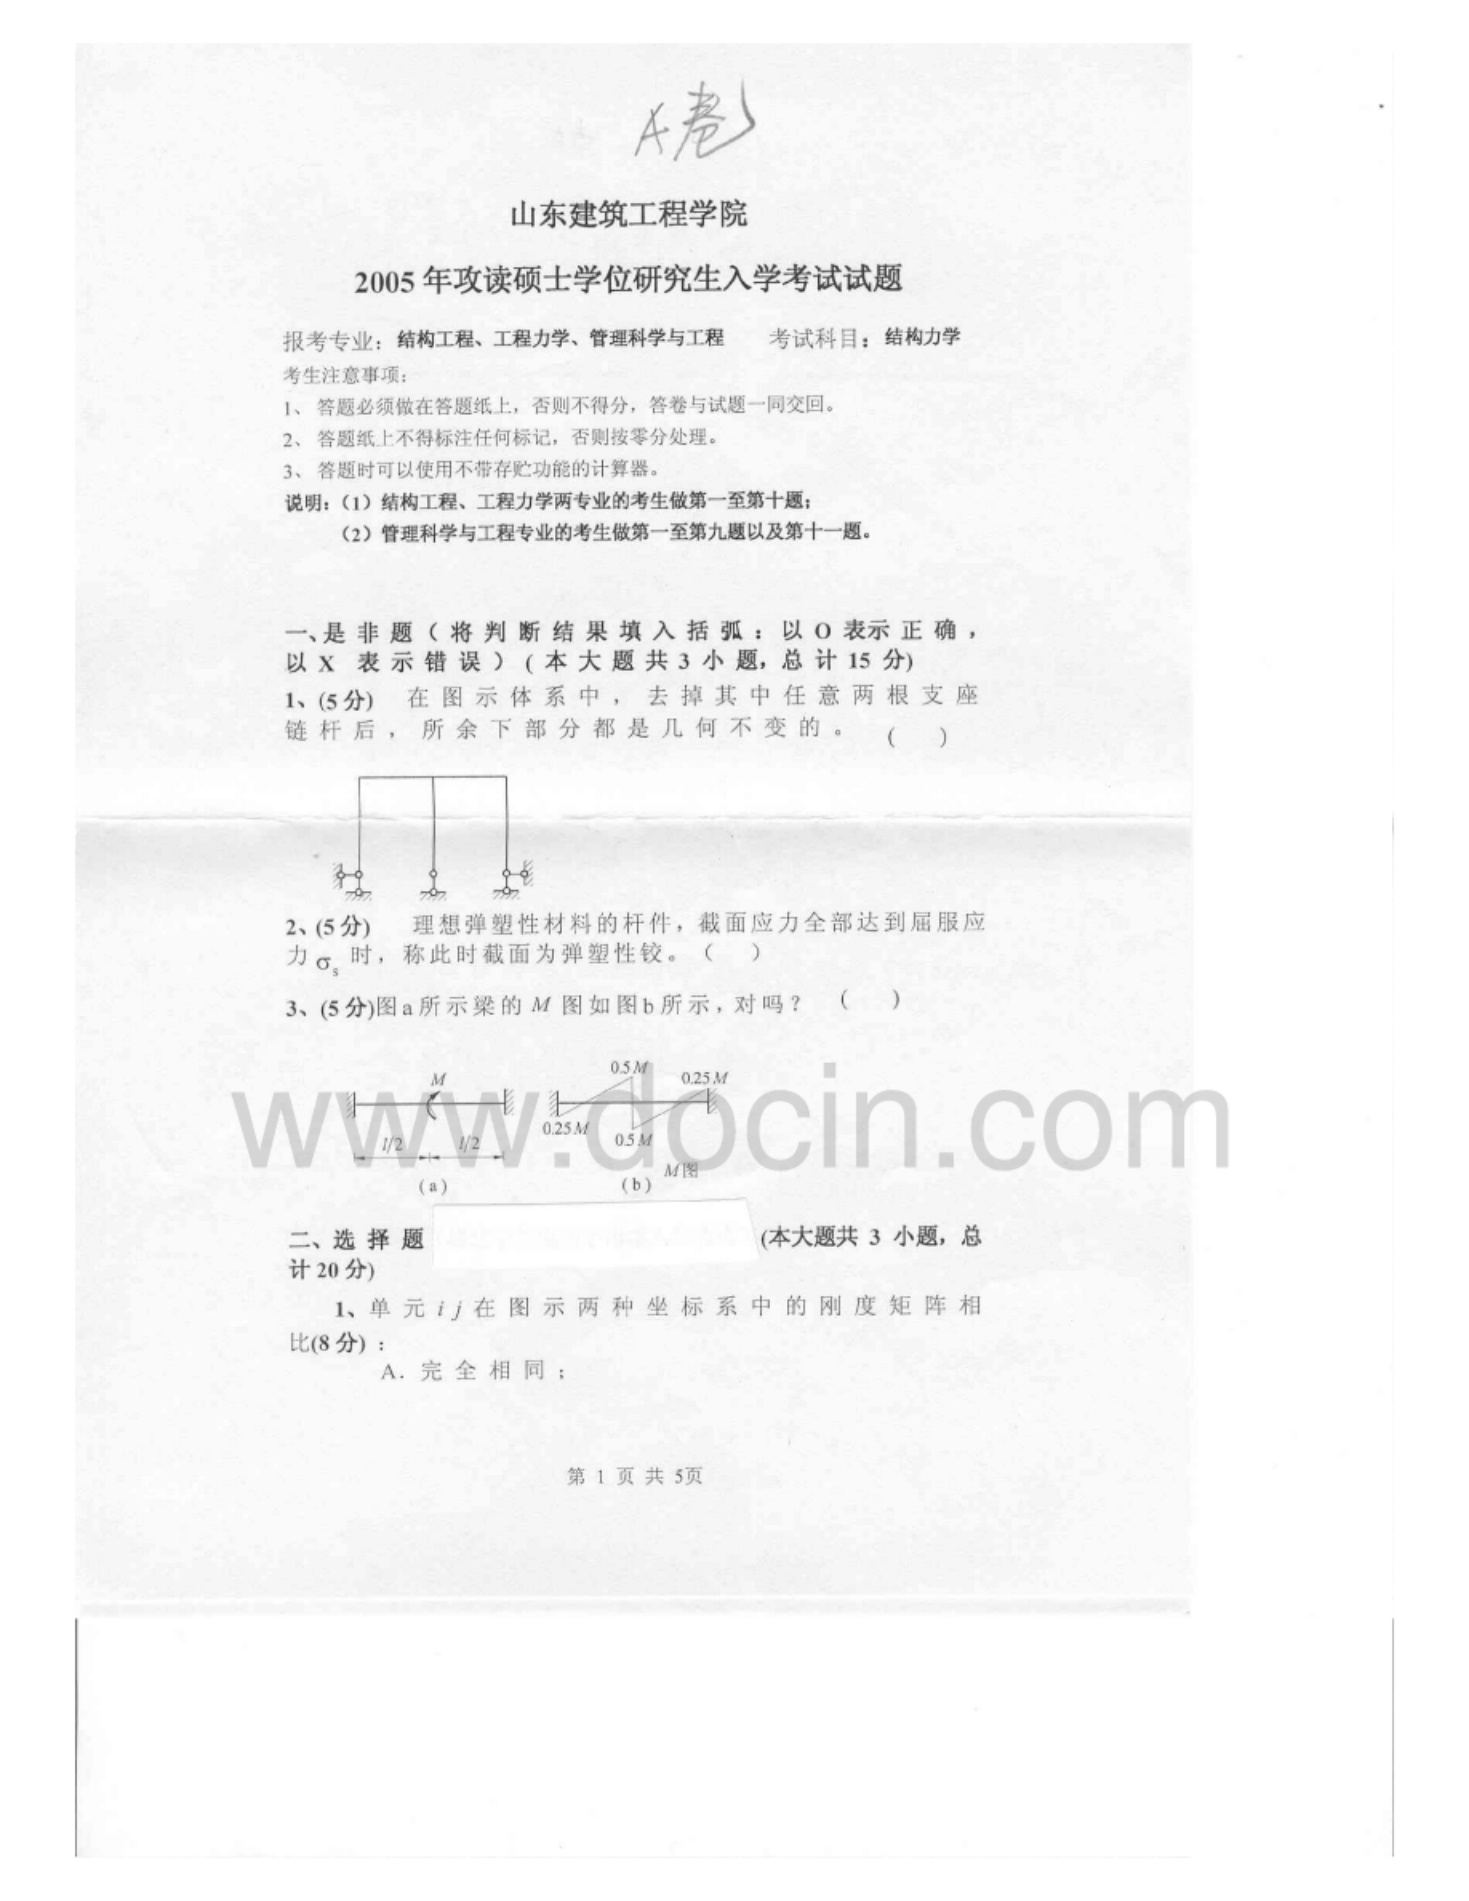 A卷
山东建筑工程学院
2005 年攻读硕士学位研究生入学考试试题
报考专业：结构工程、工程力学、管理科学与工程 考试科目：结构力学
考生注意事项：
1、 答题必须做在答题纸上，否则不得分，答卷与试题一同交回。
2、 答题纸上不得标注任何标记，否则按零分处理。
3、 答题时可以使用不带存贮功能的计算器。
说明：（1）结构工程、工程力学两专业的考生做第一至第十题；
（2）管理科学与工程专业的考生做第一至第九题以及第十一题。
一、是 非 题（ 将 判 断 结 果 填 入 括 弧 ： 以 O 表示 正 确 ，
以 X 表 示 错 误 ）( 本 大 题 共 3 小 题，总 计 15 分)
1、(5 分) 在 图 示 体 系 中 ， 去 掉 其 中 任 意 两 根 支 座
链 杆 后 ， 所 余 下 部 分 都 是 几 何 不 变 的 。 ( )
2、(5 分) 理想弹塑性材料的杆件，截面应力全部达到屈服应
力 σs 时，称此时截面为弹塑性铰。（ ）
3、(5 分)图a所示梁的 M 图如图b所示，对吗？ ( )
M
l/2 l/2
(a)
0.5M
0.25M
0.25M
0.5M
M图
(b)
www.docin.com
二、选 择 题 (本大题共 3 小题，总
计 20 分)
1、单 元 i j 在 图 示 两 种 坐 标 系 中 的 刚 度 矩 阵 相
比(8 分) ：
A. 完 全 相 同 ；
第 1 页 共 5页